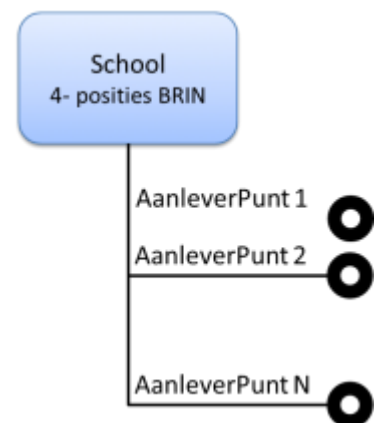 School
4- posities BRIN
AanleverPunt 1
AanleverPunt 2
AanleverPunt N